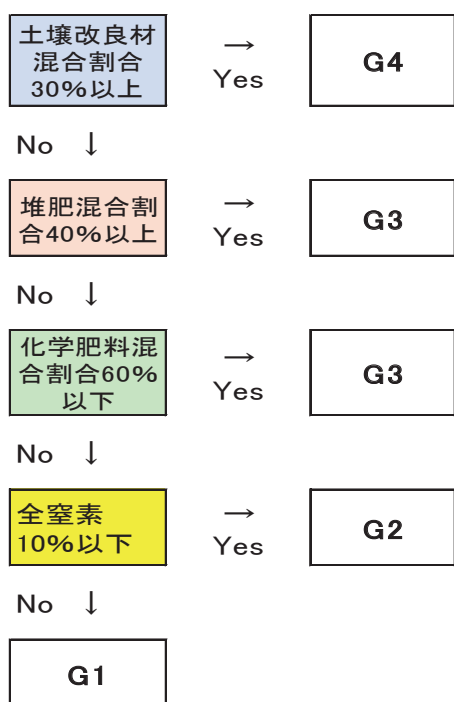 土壌改良材
混合割合
30%以上
→
Yes
G4
No ↓
堆肥混合割
合40%以上
→
Yes
G3
No ↓
化学肥料混
合割合60%
以下
→
Yes
G3
No ↓
全窒素
10%以下
→
Yes
G2
No ↓
G1